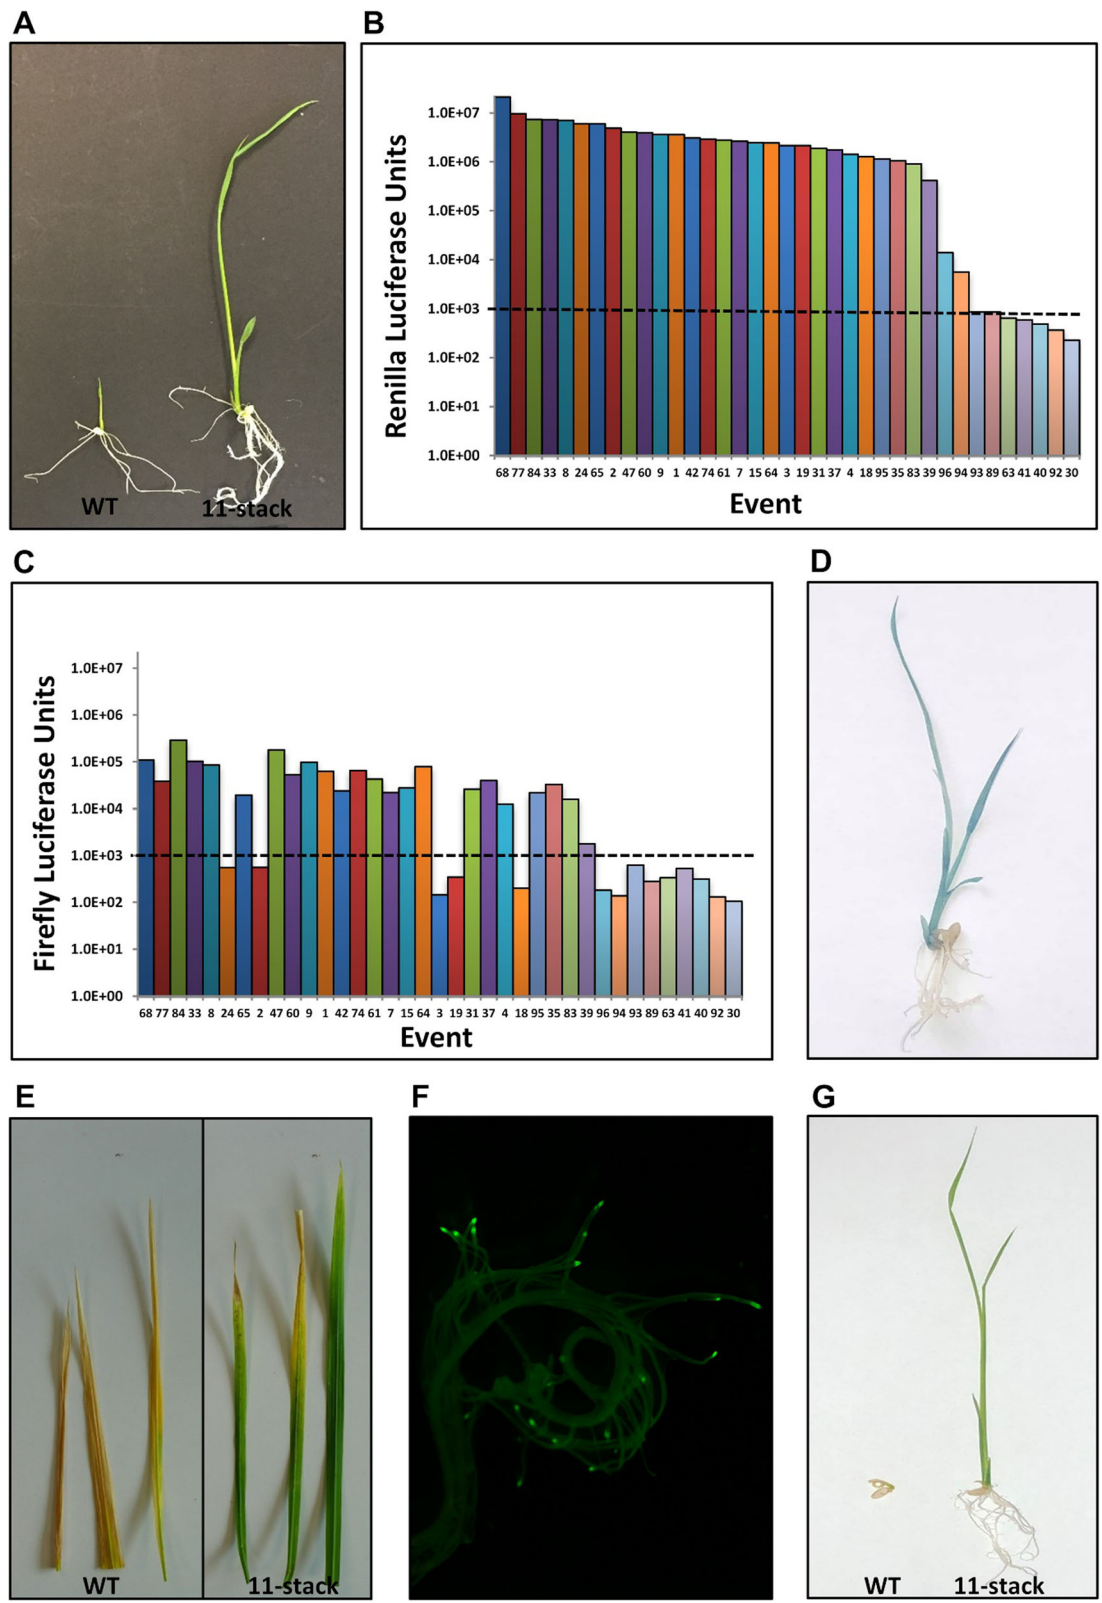 A
WT
11-stack
B
Renilla Luciferase Units
1.0E+07
1.0E+06
1.0E+05
1.0E+04
1.0E+03
1.0E+02
1.0E+01
1.0E+00
68 77 84 33 8 24 65 2 47 60 9 1 42 74 61 7 15 64 3 19 31 37 4 18 95 35 83 39 96 94 93 89 63 41 40 92 30
Event
C
Firefly Luciferase Units
1.0E+07
1.0E+06
1.0E+05
1.0E+04
1.0E+03
1.0E+02
1.0E+01
1.0E+00
68 77 84 33 8 24 65 2 47 60 9 1 42 74 61 7 15 64 3 19 31 37 4 18 95 35 83 39 96 94 93 89 63 41 40 92 30
Event
D
E
WT
11-stack
F
G
WT
11-stack